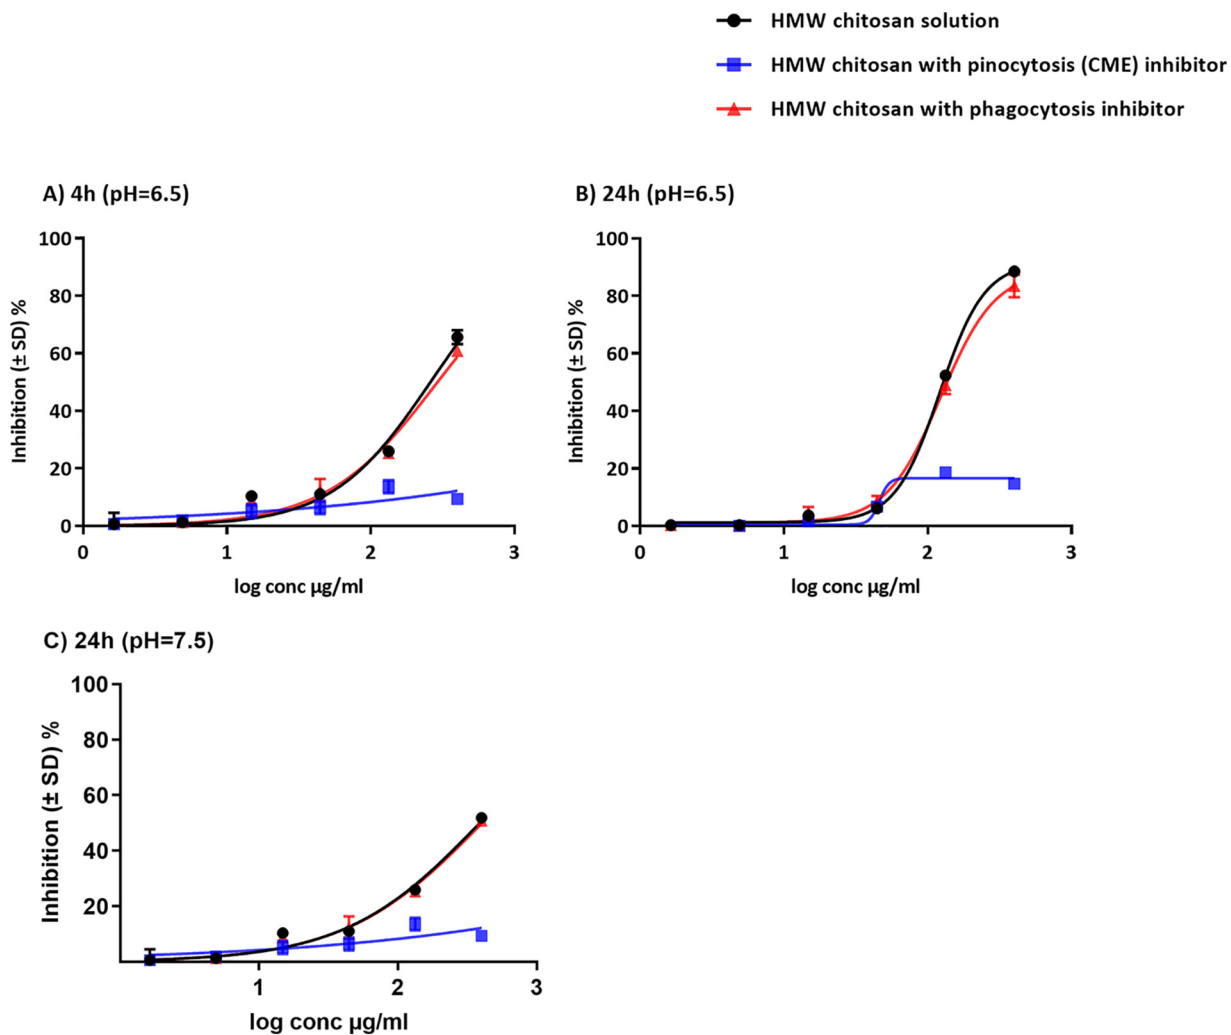 HMW chitosan solution
HMW chitosan with pinocytosis (CME) inhibitor
HMW chitosan with phagocytosis inhibitor
A) 4h (pH=6.5)
100
80
60
40
20
0
0 1 2 3
Inhibition (± SD) %
log conc µg/ml
B) 24h (pH=6.5)
100
80
60
40
20
0
0 1 2 3
Inhibition (± SD) %
log conc µg/ml
C) 24h (pH=7.5)
100
80
60
40
20
1 2 3
Inhibition (± SD) %
log conc µg/ml